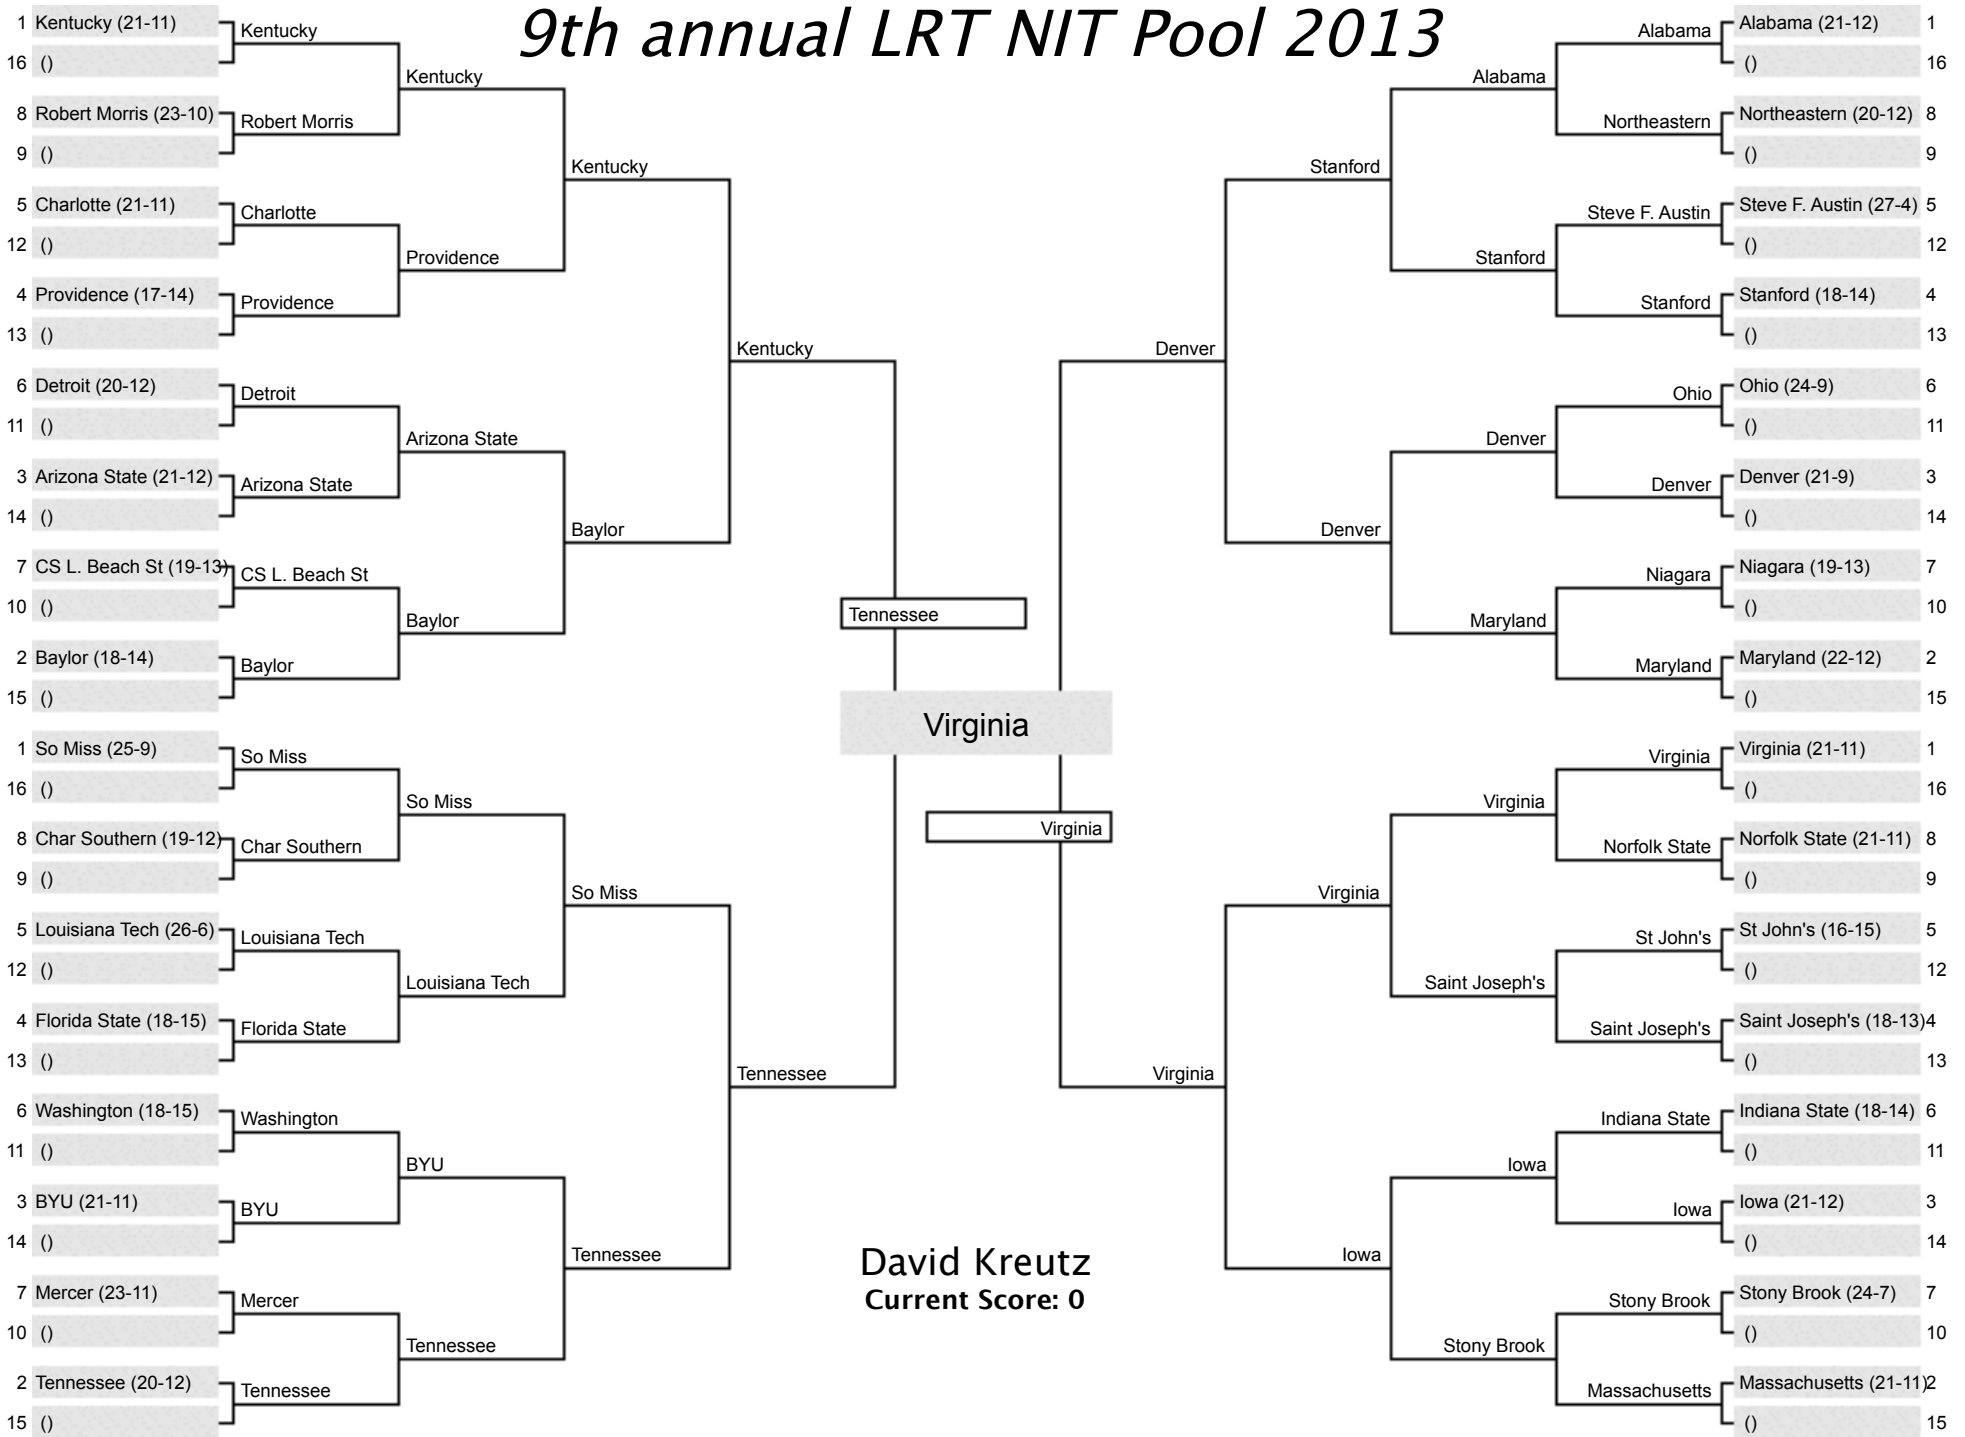 9th annual LRT NIT Pool 2013
1 Kentucky (21-11)
16 ()
8 Robert Morris (23-10)
9 ()
5 Charlotte (21-11)
12 ()
4 Providence (17-14)
13 ()
6 Detroit (20-12)
11 ()
3 Arizona State (21-12)
14 ()
7 CS L. Beach St (19-13)
10 ()
2 Baylor (18-14)
15 ()
1 So Miss (25-9)
16 ()
8 Char Southern (19-12)
9 ()
5 Louisiana Tech (26-6)
12 ()
4 Florida State (18-15)
13 ()
6 Washington (18-15)
11 ()
3 BYU (21-11)
14 ()
7 Mercer (23-11)
10 ()
2 Tennessee (20-12)
15 ()
Kentucky
Robert Morris
Charlotte
Providence
Detroit
Arizona State
CS L. Beach St
Baylor
So Miss
Char Southern
Louisiana Tech
Florida State
Washington
BYU
Mercer
Tennessee
Kentucky
Providence
Arizona State
Baylor
So Miss
Louisiana Tech
BYU
Tennessee
Kentucky
Baylor
So Miss
Tennessee
Kentucky
Tennessee
Tennessee
Virginia
Virginia
David Kreutz
Current Score: 0
Denver
Virginia
Stanford
Denver
Virginia
Iowa
Alabama
Stanford
Denver
Maryland
Virginia
Saint Joseph's
Iowa
Stony Brook
Alabama
Northeastern
Steve F. Austin
Stanford
Ohio
Denver
Niagara
Maryland
Virginia
Norfolk State
St John's
Saint Joseph's
Indiana State
Iowa
Stony Brook
Massachusetts
Alabama (21-12) 1
() 16
Northeastern (20-12) 8
() 9
Steve F. Austin (27-4) 5
() 12
Stanford (18-14) 4
() 13
Ohio (24-9) 6
() 11
Denver (21-9) 3
() 14
Niagara (19-13) 7
() 10
Maryland (22-12) 2
() 15
Virginia (21-11) 1
() 16
Norfolk State (21-11) 8
() 9
St John's (16-15) 5
() 12
Saint Joseph's (18-13) 4
() 13
Indiana State (18-14) 6
() 11
Iowa (21-12) 3
() 14
Stony Brook (24-7) 7
() 10
Massachusetts (21-11) 2
() 15